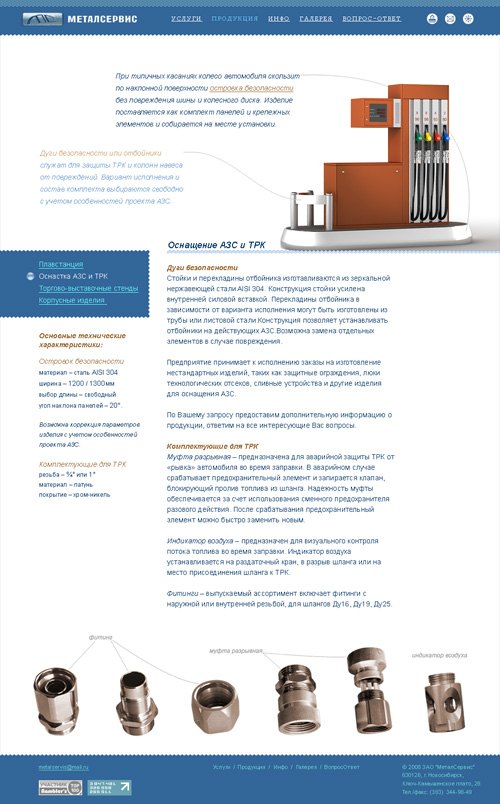 МЕТАЛСЕРВИС
УСЛУГИ ПРОДУКЦИЯ ИНФО ГАЛЕРЕЯ ВОПРОС-ОТВЕТ
При типичных касаниях колесо автомобиля скользит
по наклонной поверхности островка безопасности
без повреждения шины и колесного диска. Изделие
поставляется как комплект панелей и крепежных
элементов и собирается на месте установки.
Дуги безопасности или отбойники
служат для защиты ТРК и колонн навеса
от повреждений. Вариант исполнения и
состав комплекта выбираются свободно
с учетом особенностей проекта АЗС.
Оснащение АЗС и ТРК
Плавстанция
Оснастка АЗС и ТРК
Торгово-выставочные стенды
Корпусные изделия
Основные технические
характеристики:
Островок безопасности
материал – сталь AISI 304
ширина – 1200 / 1300мм
выбор длины – свободный
угол наклона панелей – 20°.
Возможна коррекция параметров
изделия с учетом особенностей
проекта АЗС.
Комплектующие для ТРК
резьба – ¾" или 1"
материал – латунь
покрытие – хром-никель
Дуги безопасности
Стойки и перекладины отбойника изготавливаются из зеркальной
нержавеющей стали AISI 304. Конструкция стойки усилена
внутренней силовой вставкой. Перекладины отбойника в
зависимости от варианта исполнения могут быть изготовлены из
трубы или листовой стали.Конструкция позволяет устанавливать
отбойники на действующих АЗС.Возможна замена отдельных
элементов в случае повреждения.
Предприятие принимает к исполнению заказы на изготовление
нестандартных изделий, таких как защитные ограждения, люки
технологических отсеков, сливные устройства и другие изделия
для оснащения АЗС.
По Вашему запросу предоставим дополнительную информацию о
продукции, ответим на все интересующие Вас вопросы.
Комплектующие для ТРК
Муфта разрывная – предназначена для аварийной защиты ТРК от
«рывка» автомобиля во время заправки. В аварийном случае
срабатывает предохранительный элемент и запирается клапан,
блокирующий пролив топлива из шланга. Надежность муфты
обеспечивается за счет использования сменного предохранителя
разового действия. После срабатывания предохранительный
элемент можно быстро заменить новым.
Индикатор воздуха – предназначен для визуального контроля
потока топлива во время заправки. Индикатор воздуха
устанавливается на раздаточный кран, в разрыв шланга или на
место присоединения шланга к ТРК.
Фитинги – выпускаемый ассортимент включает фитинги с
наружной или внутренней резьбой, для шлангов Ду16, Ду19, Ду25.
фитинг
муфта разрывная
индикатор воздуха
metalservis@mail.ru
Услуги / Продукция / Инфо / Галерея / ВопросОтвет
© 2006 ЗАО "МеталСервис"
630126, г.Новосибирск,
Ключ-Камышенское плато, 26
Тел./факс: (383) 344-98-49
УЧАСТНИК
Rambler's
TOP
100